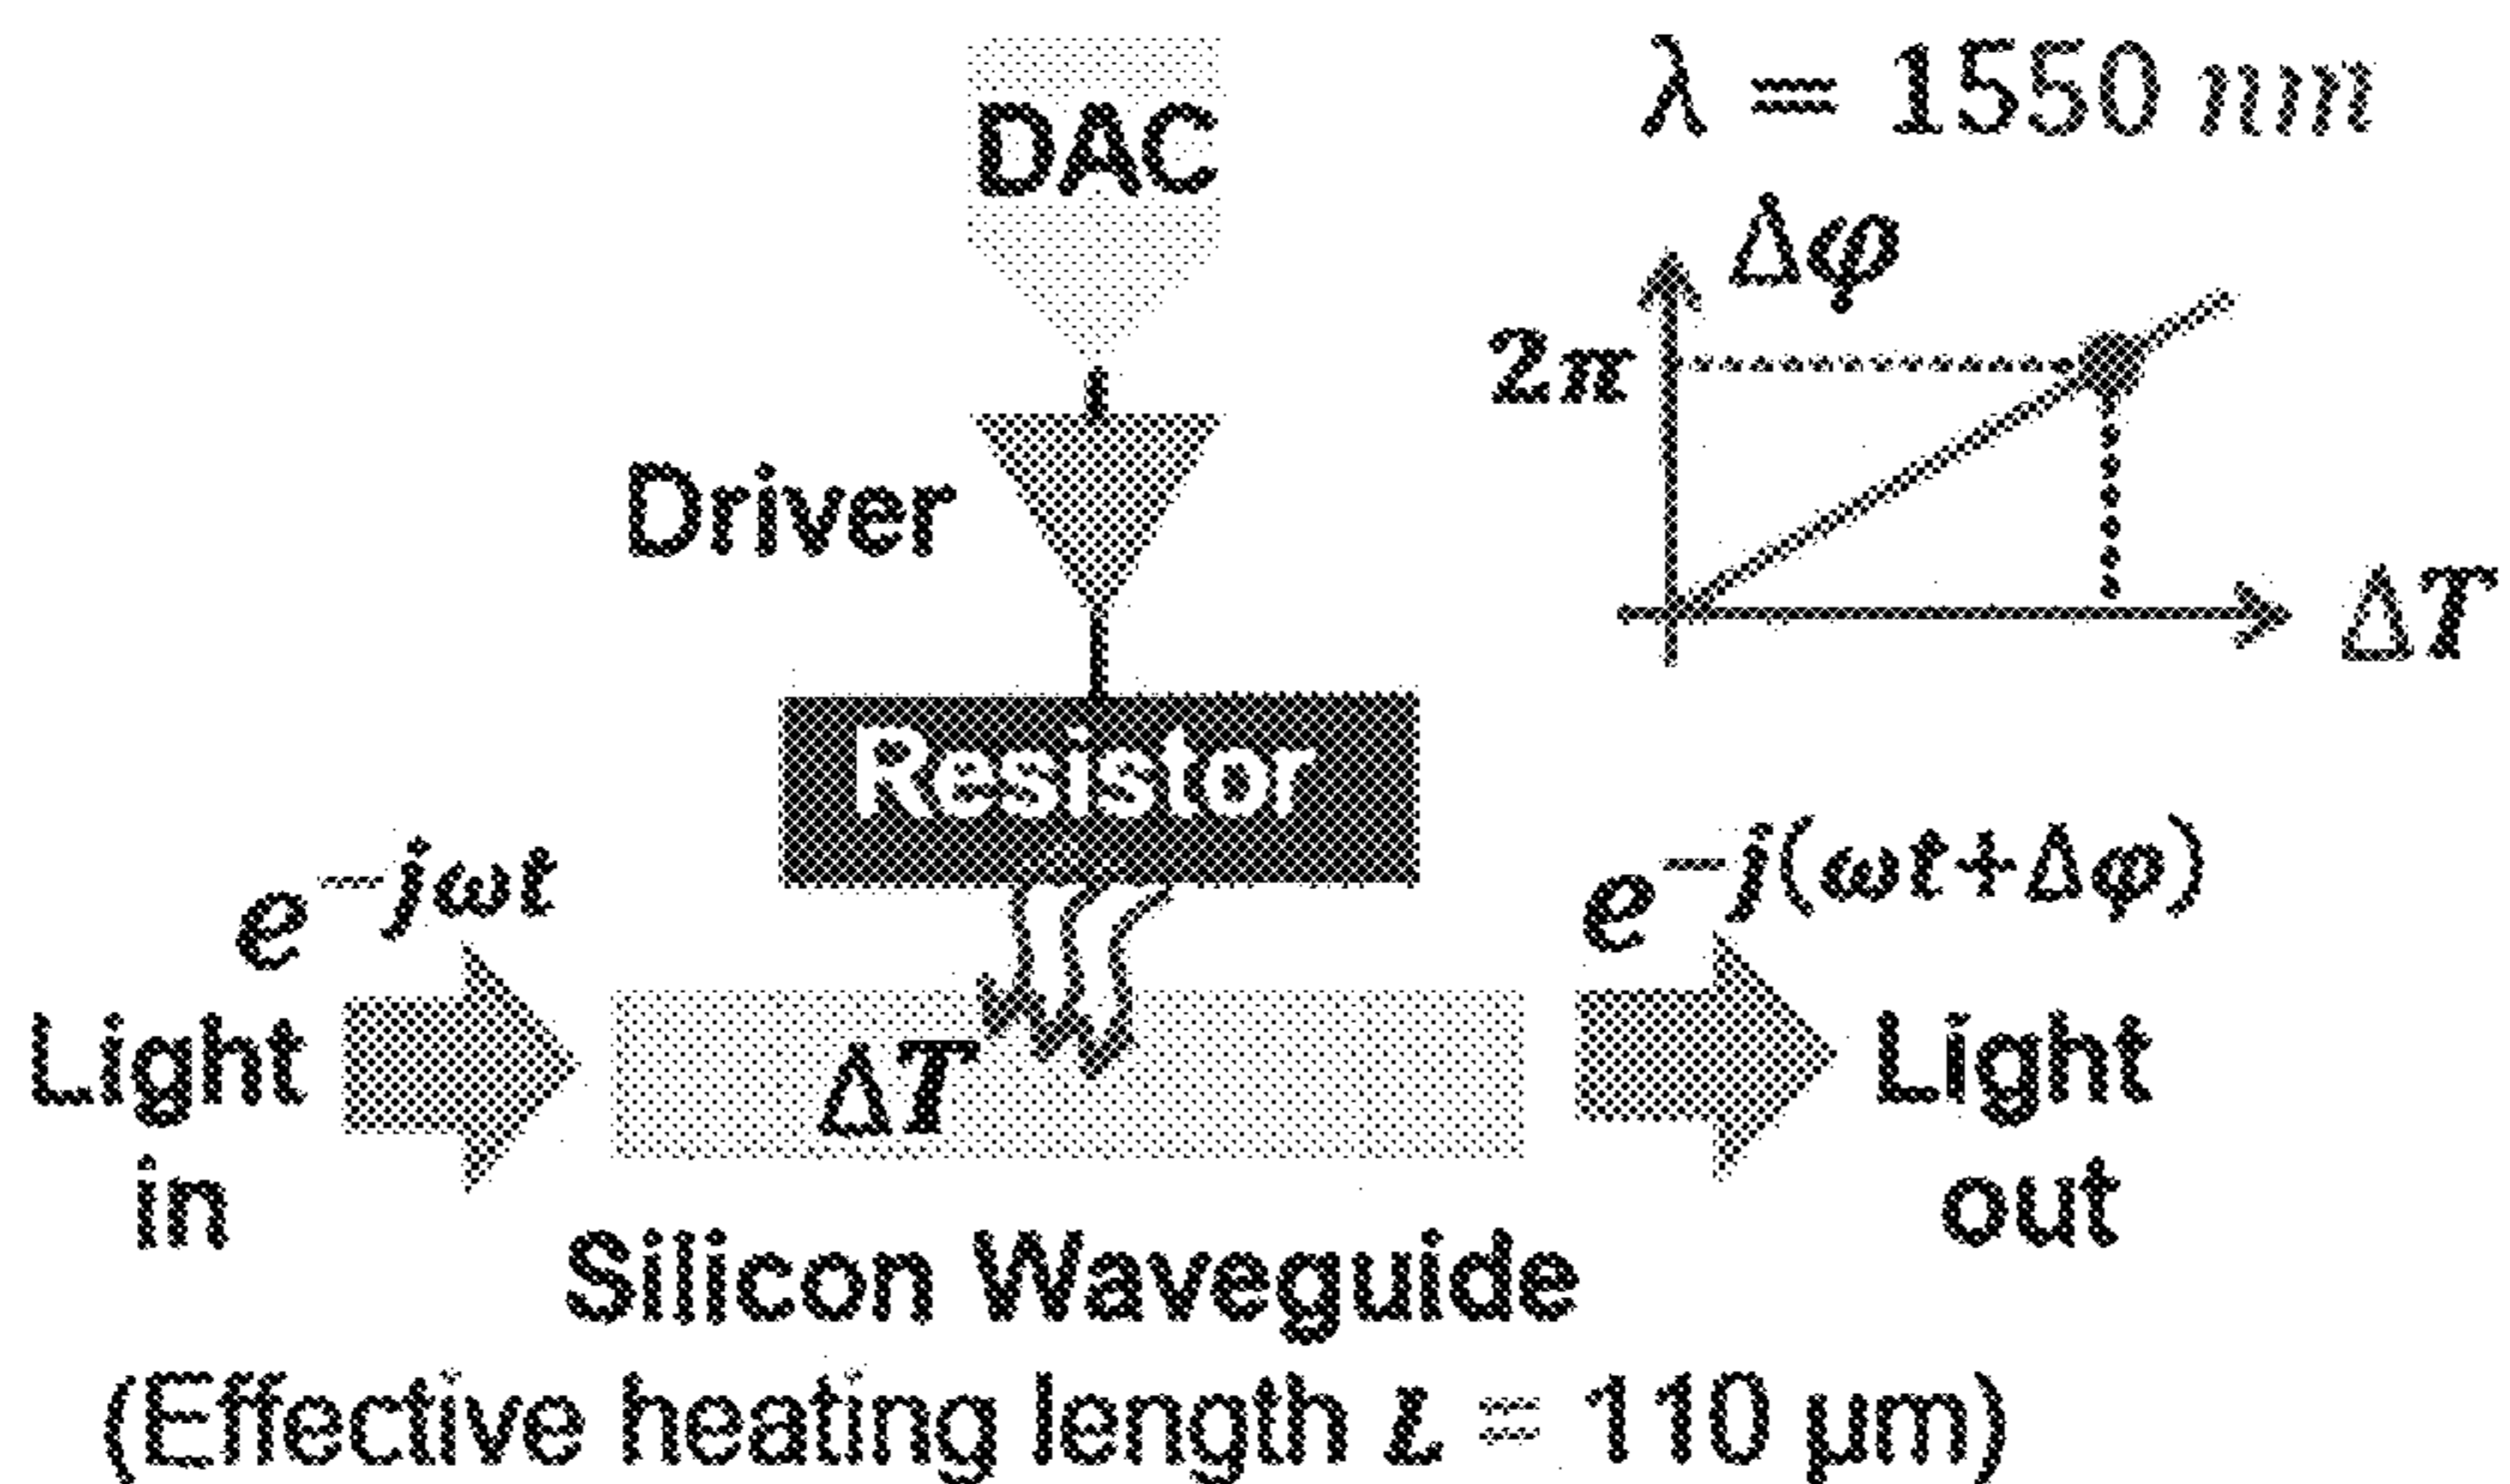 DAC
λ = 1550 nm
Δφ
2π
Driver
ΔT
Resistor
e^{-jωt}
e^{-j(ωt+Δφ)}
Light
in
ΔT
Light
out
Silicon Waveguide
(Effective heating length L = 110 μm)